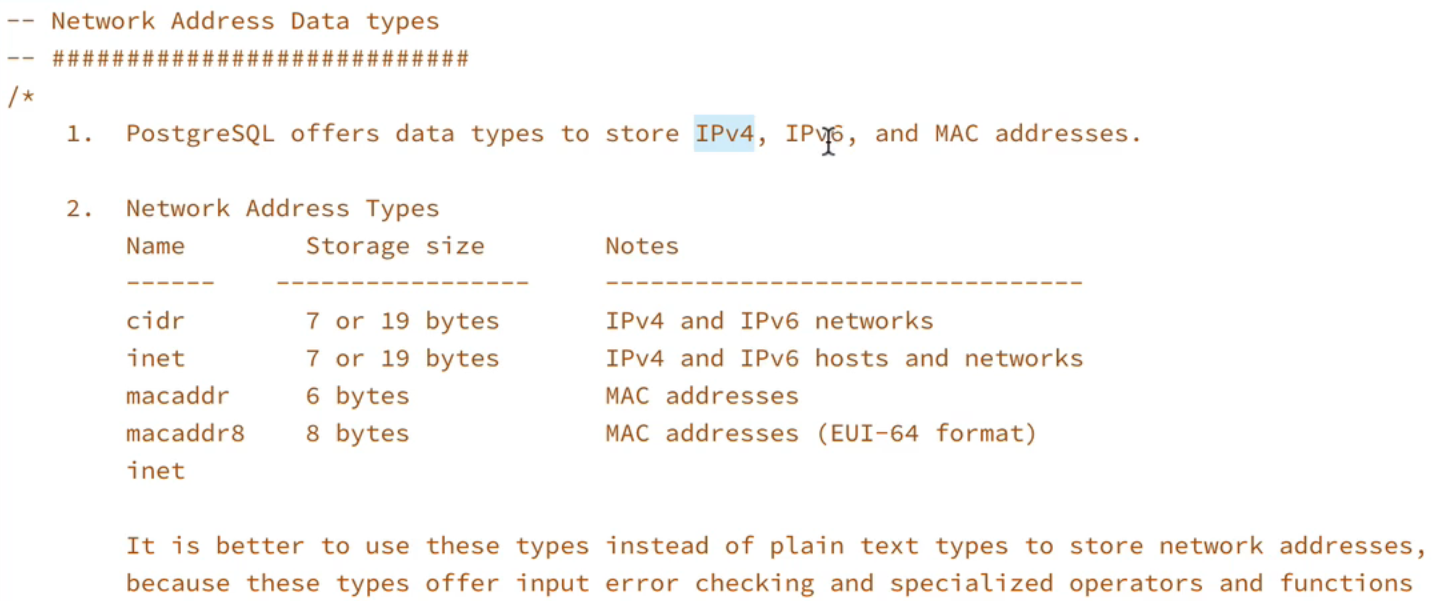 -- Network Address Data types
-- ############################
/*
1. PostgreSQL offers data types to store IPv4, IPv6, and MAC addresses.
2. Network Address Types
Name Storage size Notes
------ ----------------- --------------------------------
cidr 7 or 19 bytes IPv4 and IPv6 networks
inet 7 or 19 bytes IPv4 and IPv6 hosts and networks
macaddr 6 bytes MAC addresses
macaddr8 8 bytes MAC addresses (EUI-64 format)
inet
It is better to use these types instead of plain text types to store network addresses,
because these types offer input error checking and specialized operators and functions